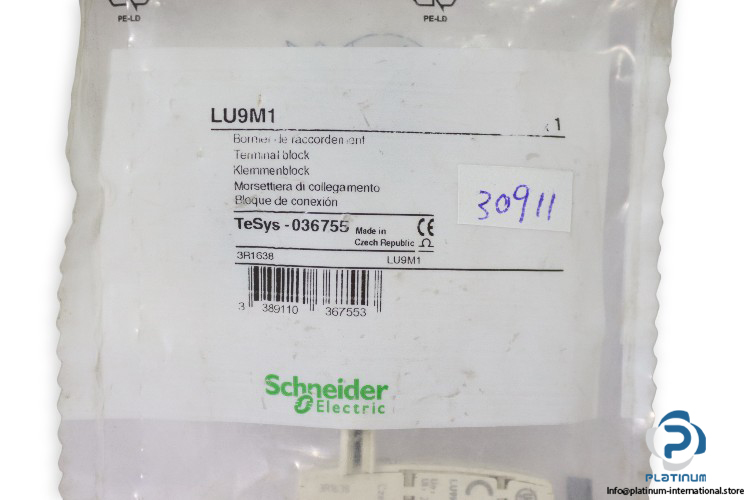 PE-LD
PE-LD
LU9M1
x1
Bornier de raccordement
Terminal block
Klemmenblock
Morsettiera di collegamento
Bloque de conexión
30911
TeSys - 036755 Made in Czech Republic CE
3R1638 LU9M1
3 389110 367553
Schneider
Electric
PLATINUM
Info@platinum-international.store